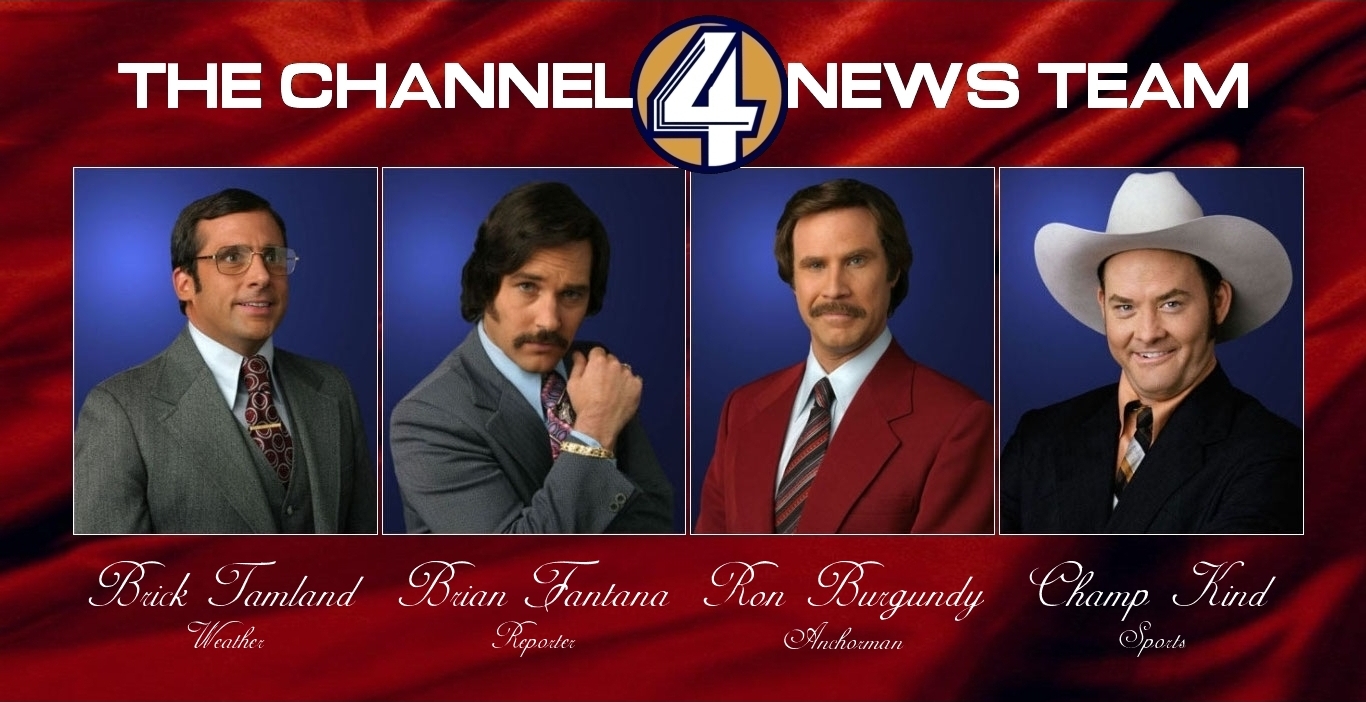 THE CHANNEL 4 NEWS TEAM
Brick Tamland Brian Fantana Ron Burgundy Champ Kind
Weather Reporter Anchorman Sports